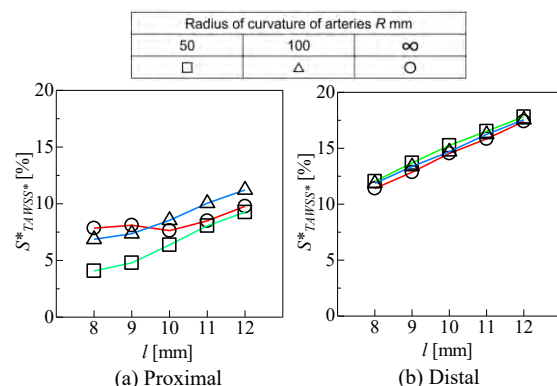 Radius of curvature of arteries R mm
50 100 ∞
□ △ ○
20
15
10
5
0
S*TAWSS* [%]
8 9 10 11 12
l [mm]
(a) Proximal
20
15
10
5
0
S*TAWSS* [%]
8 9 10 11 12
l [mm]
(b) Distal